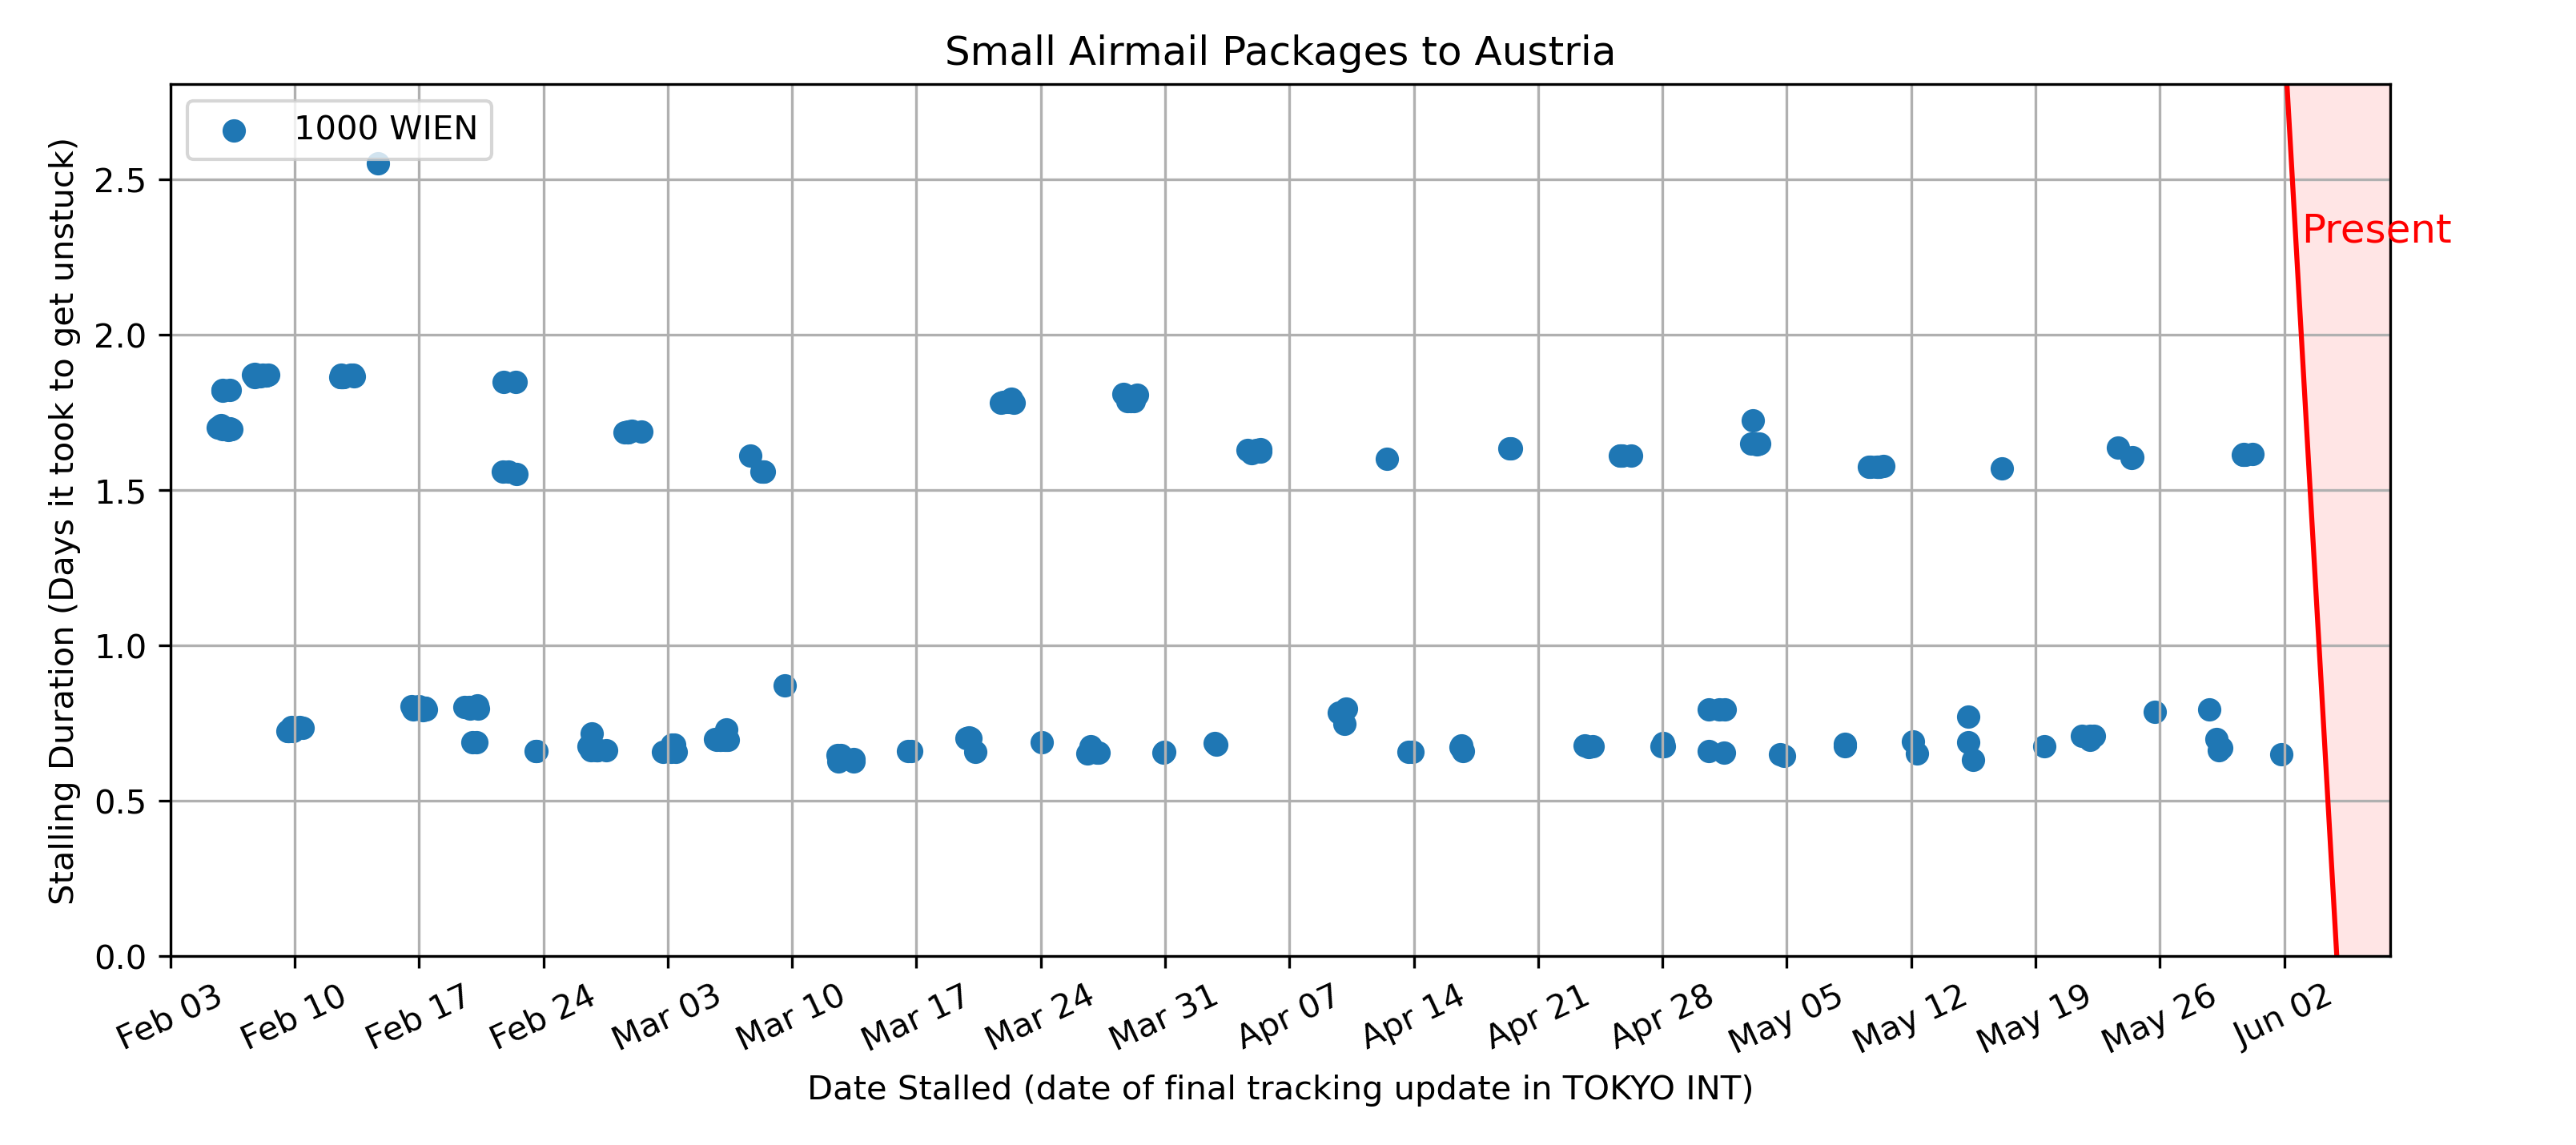 Small Airmail Packages to Austria
1000 WIEN
Present
Stalling Duration (Days it took to get unstuck)
2.5
2.0
1.5
1.0
0.5
0.0
Feb 03
Feb 10
Feb 17
Feb 24
Mar 03
Mar 10
Mar 17
Mar 24
Mar 31
Apr 07
Apr 14
Apr 21
Apr 28
May 05
May 12
May 19
May 26
Jun 02
Date Stalled (date of final tracking update in TOKYO INT)